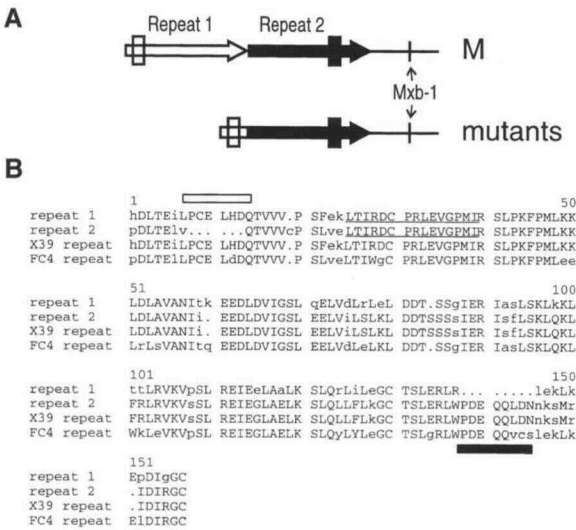 A
Repeat 1 Repeat 2
M
Mxb-1
mutants
B
1 50
repeat 1 hDLTEiLPCE LHDQTVVV.P SFekLTIRDC PRLEVGPMIR SLPKFPMLKK
repeat 2 pDLTElv... ...QTVVVcP SLveLTIRDC PRLEVGPMIR SLPKFPMLKK
X39 repeat hDLTEiLPCE LHDQTVVV.P SFekLTIRDC PRLEVGPMIR SLPKFPMLKK
FC4 repeat pDLTElLPCE LdDQTVVV.P SLveLTIWgC PRLEVGPMIR SLPKFPMLee
51 100
repeat 1 LDLAVANItk EEDLDVIGSL qELVdLrLeL DDT.SSgIER IasLSKLkKL
repeat 2 LDLAVANIi. EEDLDVIGSL EELViLSLKL DDTSSSsIER IsfLSKLQKL
X39 repeat LDLAVANIi. EEDLDVIGSL EELViLSLKL DDTSSSsIER IsfLSKLQKL
FC4 repeat LrLsVANItq EEDLDVIGSL EELVdLeLKL DDT.SSgIER IasLSKLQKL
101 150
repeat 1 ttLRVKVpSL REIEeLAaLK SLQrLiLeGC TSLERLR... ......lekLk
repeat 2 FRLRVKVsSL REIEGLAELK SLQLLFLkGC TSLERLWPDE QQLDNnksMr
X39 repeat FRLRVKVsSL REIEGLAELK SLQLLFLkGC TSLERLWPDE QQLDNnksMr
FC4 repeat WkLeVKVpSL REIEGLAELK SLQyLYLeGC TSLgRLWPDE QQvcslekLk
151
repeat 1 EpDIgGC
repeat 2 .IDIRGC
X39 repeat .IDIRGC
FC4 repeat ElDIRGC